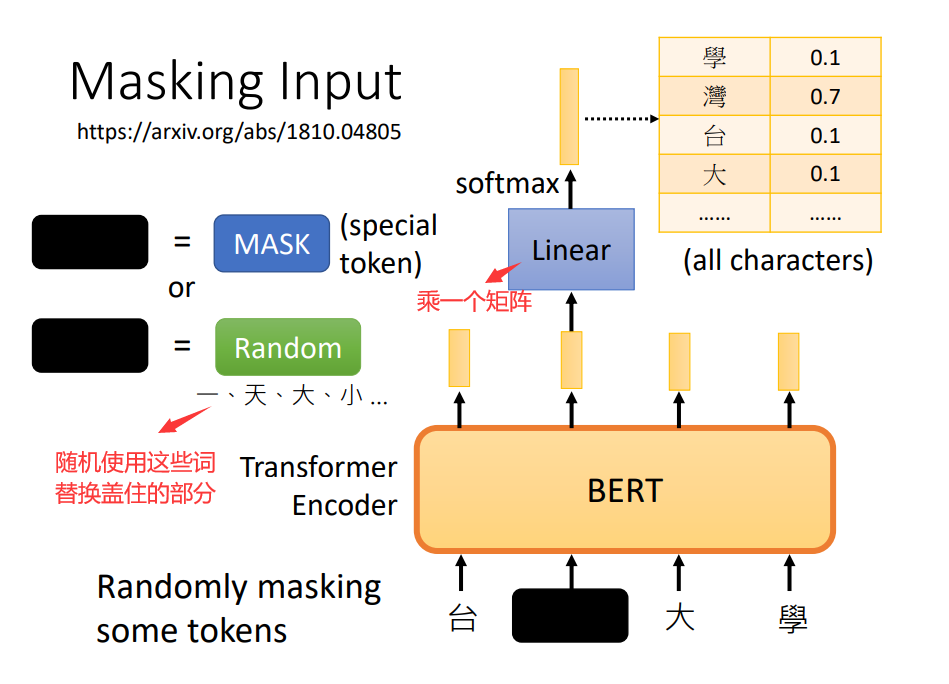 Masking Input
https://arxiv.org/abs/1810.04805
= MASK (special token)
or
= Random
一、天、大、小 ...
随机使用这些词
替换盖住的部分
Transformer
Encoder
Randomly masking
some tokens
學 0.1
灣 0.7
台 0.1
大 0.1
…… ……
(all characters)
softmax
Linear
乘一个矩阵
BERT
台 大 學